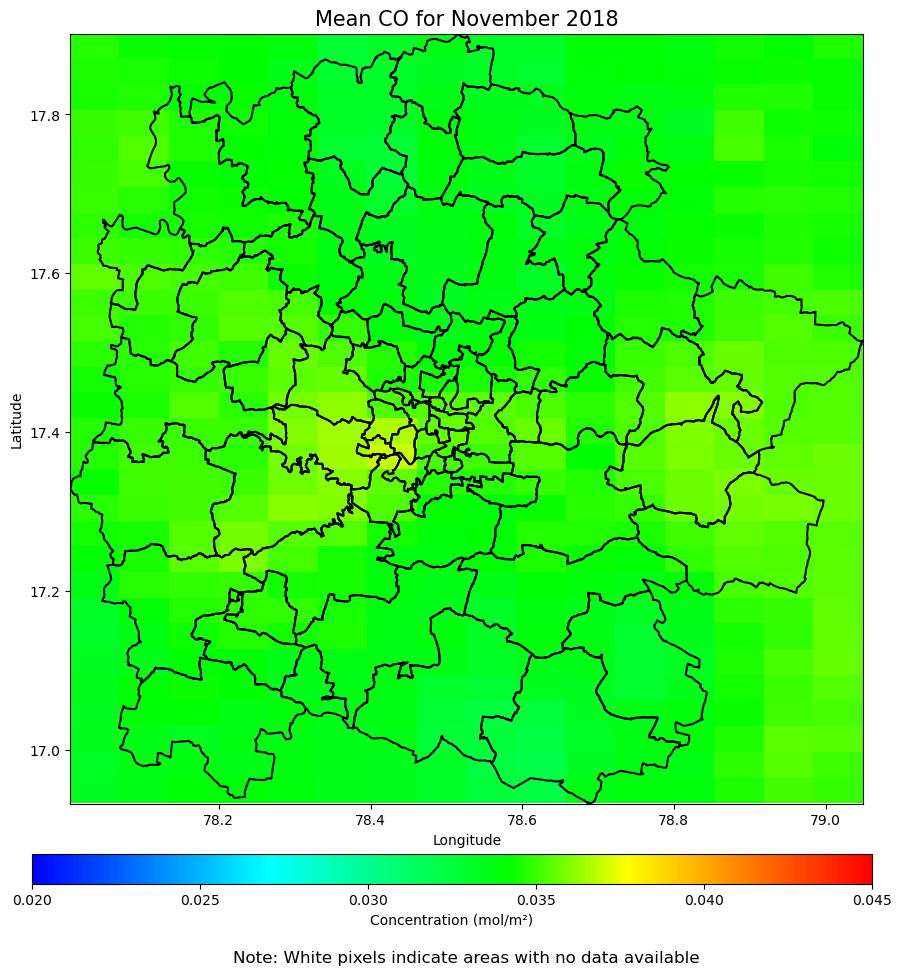 Mean CO for November 2018
17.8
17.6
17.4
17.2
17.0
Latitude
78.2 78.4 78.6 78.8 79.0
Longitude
0.020 0.025 0.030 0.035 0.040 0.045
Concentration (mol/m²)
Note: White pixels indicate areas with no data available